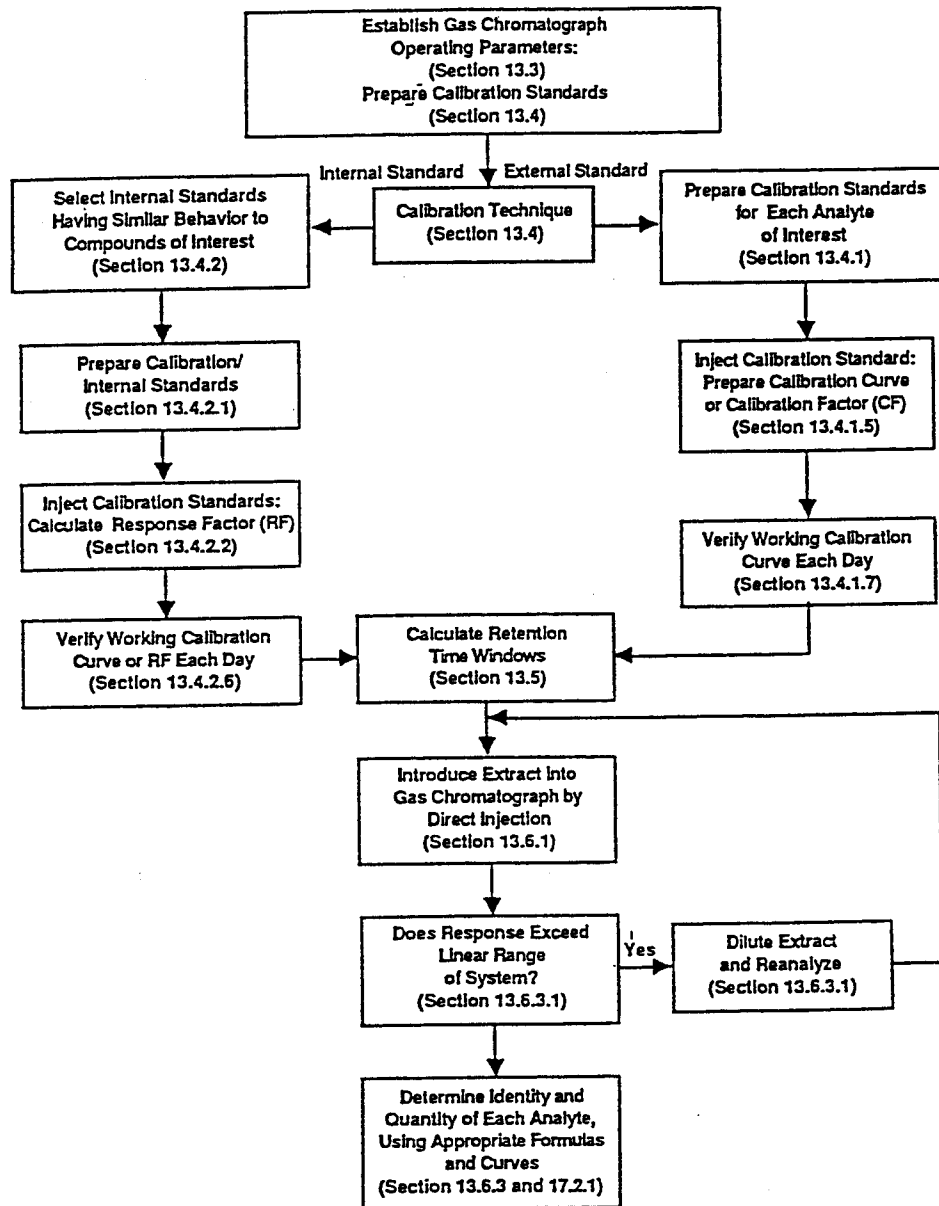 Establish Gas Chromatograph
Operating Parameters:
(Section 13.3)
Prepare Calibration Standards
(Section 13.4)
Internal Standard
External Standard
Calibration Technique
(Section 13.4)
Select Internal Standards
Having Similar Behavior to
Compounds of Interest
(Section 13.4.2)
Prepare Calibration Standards
for Each Analyte
of Interest
(Section 13.4.1)
Prepare Calibration/
Internal Standards
(Section 13.4.2.1)
Inject Calibration Standard:
Prepare Calibration Curve
or Calibration Factor (CF)
(Section 13.4.1.5)
Inject Calibration Standards:
Calculate Response Factor (RF)
(Section 13.4.2.2)
Verify Working Calibration
Curve Each Day
(Section 13.4.1.7)
Verify Working Calibration
Curve or RF Each Day
(Section 13.4.2.6)
Calculate Retention
Time Windows
(Section 13.5)
Introduce Extract into
Gas Chromatograph by
Direct Injection
(Section 13.6.1)
Does Response Exceed
Linear Range
of System?
(Section 13.6.3.1)
Yes
Dilute Extract
and Reanalyze
(Section 13.6.3.1)
Determine Identity and
Quantity of Each Analyte,
Using Appropriate Formulas
and Curves
(Section 13.6.3 and 17.2.1)